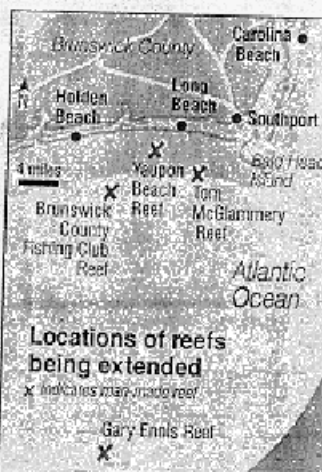 Brunswick County
Carolina
Beach
N
Holden
Beach
Long
Beach
Southport
Bald Head
Island
4 miles
Yaupon
Beach
Reef
Tom
McGlammery
Reef
Brunswick
County
Fishing Club
Reef
Atlantic
Ocean
Locations of reefs
being extended
x indicates man-made reef
Gary Ennis Reef